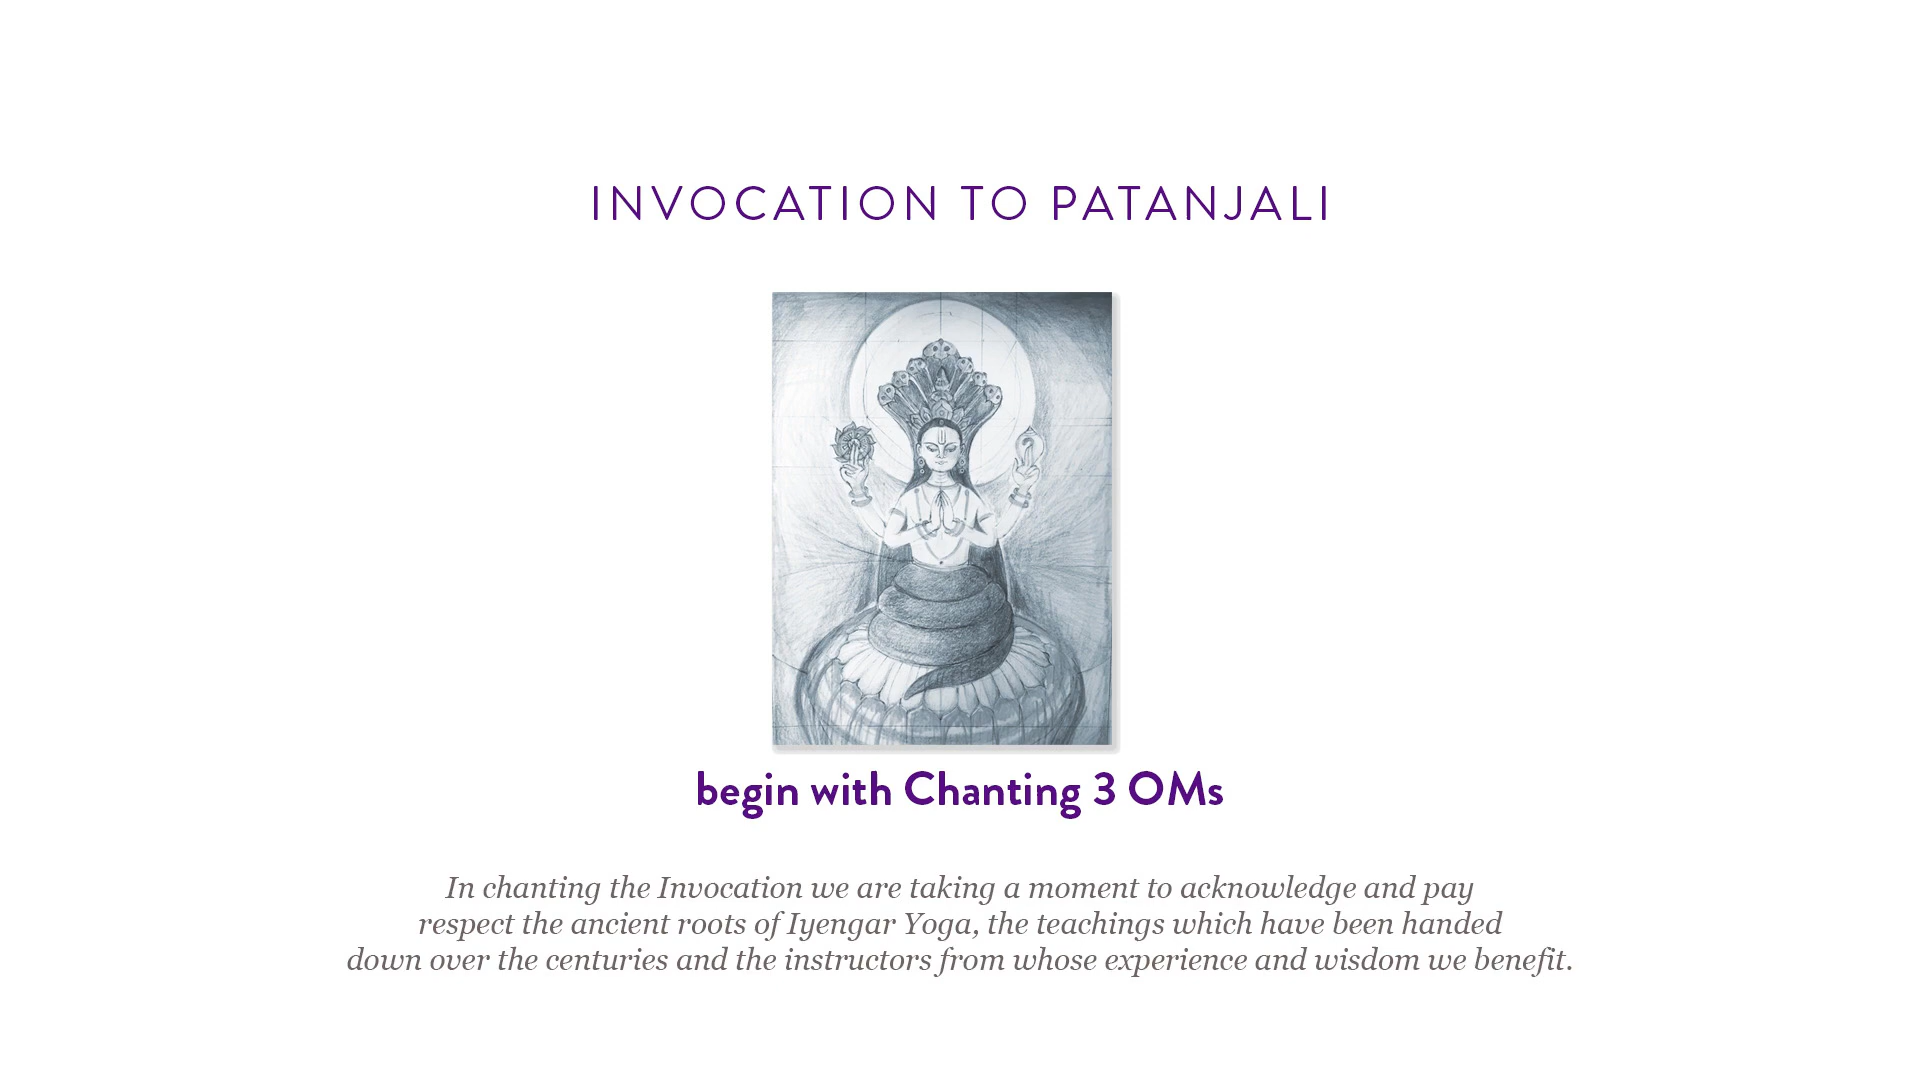 INVOCATION TO PATANJALI
begin with Chanting 3 OMs
In chanting the Invocation we are taking a moment to acknowledge and pay
respect the ancient roots of Iyengar Yoga, the teachings which have been handed
down over the centuries and the instructors from whose experience and wisdom we benefit.